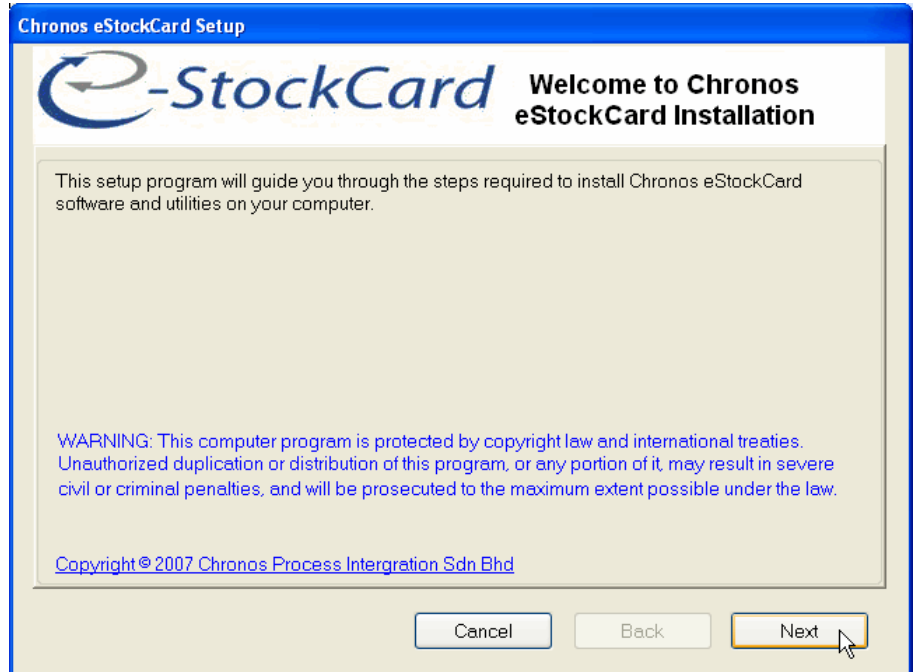 Chronos eStockCard Setup
e-StockCard
Welcome to Chronos
eStockCard Installation
This setup program will guide you through the steps required to install Chronos eStockCard
software and utilities on your computer.
WARNING: This computer program is protected by copyright law and international treaties.
Unauthorized duplication or distribution of this program, or any portion of it, may result in severe
civil or criminal penalties, and will be prosecuted to the maximum extent possible under the law.
Copyright © 2007 Chronos Process Intergration Sdn Bhd
Cancel
Back
Next